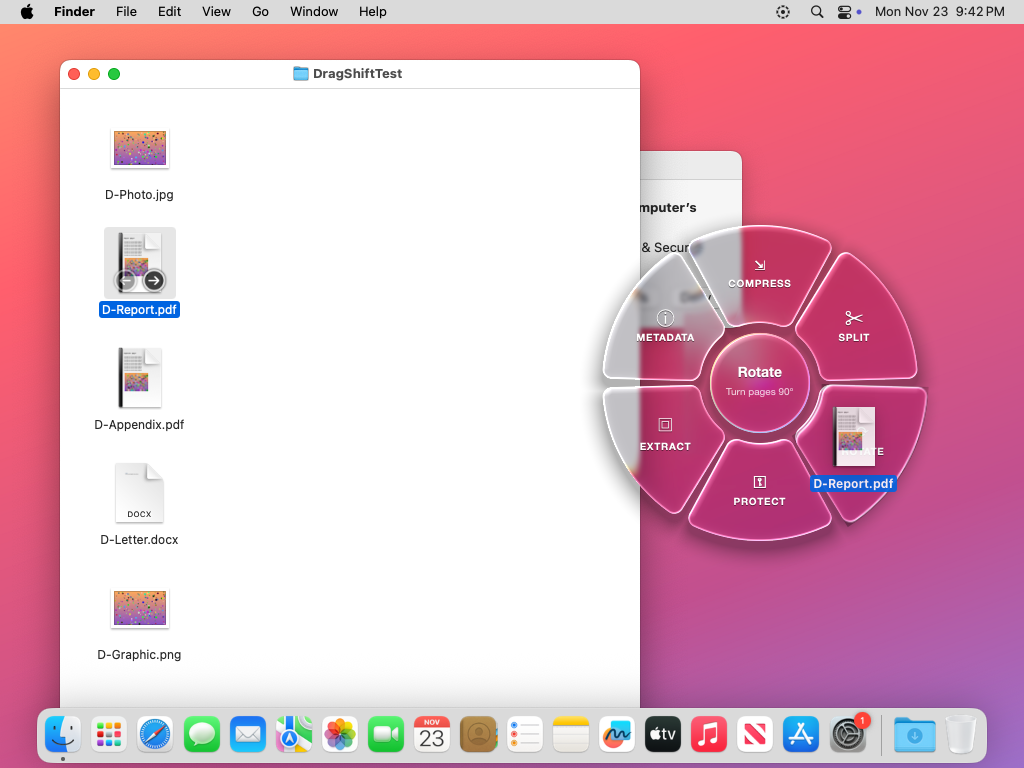 Finder File Edit View Go Window Help Mon Nov 23 9:42 PM
DragShiftTest
D-Photo.jpg
D-Report.pdf
D-Appendix.pdf
DOCX
D-Letter.docx
D-Graphic.png
mputer's
& Secur
COMPRESS
METADATA
SPLIT
Rotate
Turn pages 90°
EXTRACT
D-Report.pdf
PROTECT
NOV
23
tv
1